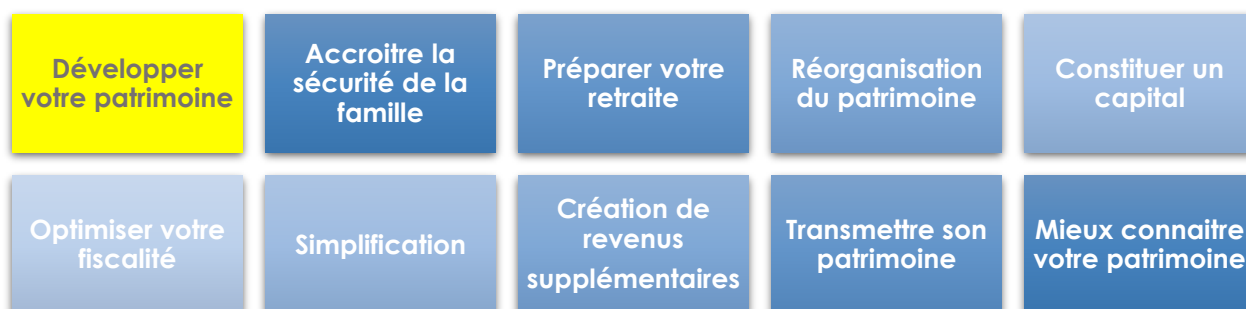 Développer
votre patrimoine
Accroitre la
sécurité de la
famille
Préparer votre
retraite
Réorganisation
du patrimoine
Constituer un
capital
Optimiser votre
fiscalité
Simplification
Création de
revenus
supplémentaires
Transmettre son
patrimoine
Mieux connaitre
votre patrimoine